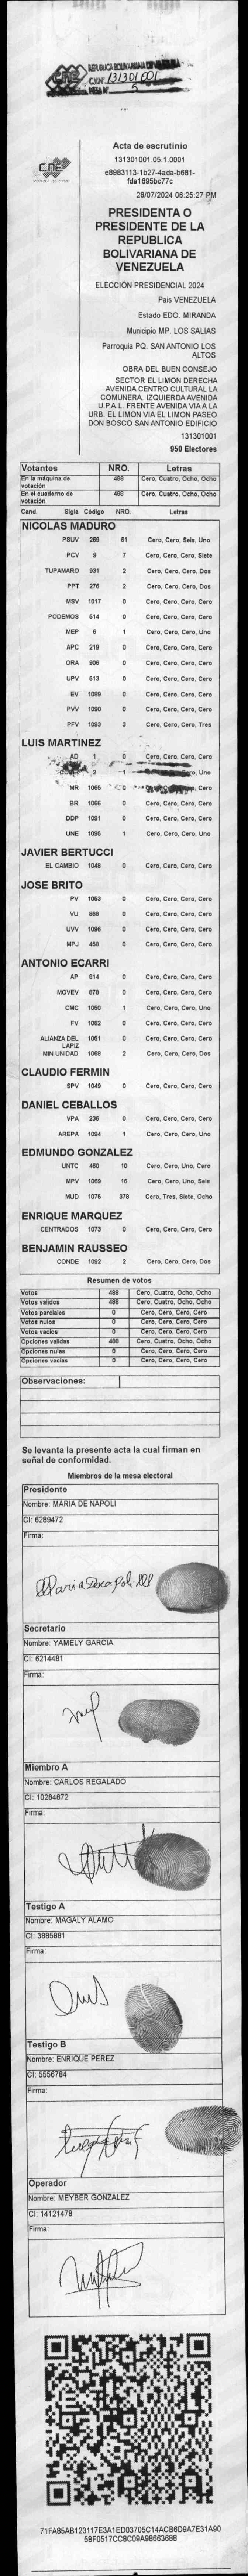 CNE
REPUBLICA BOLIVARIANA DE VENEZUELA
C.V.Nº 131301001
MESA Nº 5
CNE
Acta de escrutinio
131301001.05.1.0001
28/07/2024 06:25:27 PM
PRESIDENTA O
PRESIDENTE DE LA
REPUBLICA
BOLIVARIANA DE
VENEZUELA
ELECCIÓN PRESIDENCIAL 2024
Pais VENEZUELA
Estado EDO. MIRANDA
Municipio MP. LOS SALIAS
Parroquia PQ. SAN ANTONIO LOS
ALTOS
OBRA DEL BUEN CONSEJO
SECTOR EL LIMON DERECHA
AVENIDA CENTRO CULTURAL LA
COMUNERA. IZQUIERDA AVENIDA
U.P.A.L. FRENTE AVENIDA VIA A LA
URB. EL LIMON VIA EL LIMON PASEO
DON BOSCO SAN ANTONIO EDIFICIO
131301001
950 Electores
Votantes NRO. Letras
En la máquina de votación 488 Cero, Cuatro, Ocho, Ocho
En el cuaderno de votación 488 Cero, Cuatro, Ocho, Ocho
Cand. Sigla Código NRO. Letras
NICOLAS MADURO
PSUV 269 61 Cero, Cero, Seis, Uno
PCV 9 7 Cero, Cero, Cero, Siete
TUPAMARO 931 2 Cero, Cero, Cero, Dos
PPT 276 2 Cero, Cero, Cero, Dos
MSV 1017 0 Cero, Cero, Cero, Cero
PODEMOS 514 0 Cero, Cero, Cero, Cero
MEP 6 1 Cero, Cero, Cero, Uno
APC 219 0 Cero, Cero, Cero, Cero
ORA 906 0 Cero, Cero, Cero, Cero
UPV 613 0 Cero, Cero, Cero, Cero
EV 1089 0 Cero, Cero, Cero, Cero
PVV 1090 0 Cero, Cero, Cero, Cero
PFV 1093 3 Cero, Cero, Cero, Tres
LUIS MARTINEZ
AD 1 0 Cero, Cero, Cero, Cero
2 1 Uno
MR 1065 0 Cero
BR 1066 0 Cero, Cero, Cero, Cero
DDP 1091 0 Cero, Cero, Cero, Cero
UNE 1095 1 Cero, Cero, Cero, Uno
JAVIER BERTUCCI
EL CAMBIO 1048 0 Cero, Cero, Cero, Cero
JOSE BRITO
PV 1053 0 Cero, Cero, Cero, Cero
VU 868 0 Cero, Cero, Cero, Cero
UVV 1096 0 Cero, Cero, Cero, Cero
MPJ 458 0 Cero, Cero, Cero, Cero
ANTONIO ECARRI
AP 814 0 Cero, Cero, Cero, Cero
MOVEV 878 0 Cero, Cero, Cero, Cero
CMC 1050 1 Cero, Cero, Cero, Uno
FV 1062 0 Cero, Cero, Cero, Cero
ALIANZA DEL LAPIZ 1051 0 Cero, Cero, Cero, Cero
MIN UNIDAD 1068 2 Cero, Cero, Cero, Dos
CLAUDIO FERMIN
SPV 1049 0 Cero, Cero, Cero, Cero
DANIEL CEBALLOS
VPA 236 0 Cero, Cero, Cero, Cero
AREPA 1094 1 Cero, Cero, Cero, Uno
EDMUNDO GONZALEZ
UNTC 460 10 Cero, Cero, Uno, Cero
MPV 1069 16 Cero, Cero, Uno, Seis
MUD 1075 378 Cero, Tres, Siete, Ocho
ENRIQUE MARQUEZ
CENTRADOS 1073 0 Cero, Cero, Cero, Cero
BENJAMIN RAUSSEO
CONDE 1092 2 Cero, Cero, Cero, Dos
Resumen de votos
Votos 488 Cero, Cuatro, Ocho, Ocho
Votos validos 488 Cero, Cuatro, Ocho, Ocho
Votos parciales 0 Cero, Cero, Cero, Cero
Votos nulos 0 Cero, Cero, Cero, Cero
Votos vacios 0 Cero, Cero, Cero, Cero
Opciones validas 488 Cero, Cuatro, Ocho, Ocho
Opciones nulas 0 Cero, Cero, Cero, Cero
Opciones vacias 0 Cero, Cero, Cero, Cero
Observaciones:
Se levanta la presente acta la cual firman en
señal de conformidad.
Miembros de la mesa electoral
Presidente
Nombre: MARIA DE NAPOLI
CI: 6289472
Firma:
Secretario
Nombre: YAMELY GARCIA
CI: 6214481
Firma:
Miembro A
Nombre: CARLOS REGALADO
CI: 10284872
Firma:
Testigo A
Nombre: MAGALY ALAMO
CI: 3885881
Firma:
Testigo B
Nombre: ENRIQUE PEREZ
CI: 5556784
Firma:
Operador
Nombre: MEYBER GONZALEZ
CI: 14121478
Firma:
71FA85AB123117E3A1ED03705C14ACB6D9A7E31A90
58F0517CC8C09A98663688